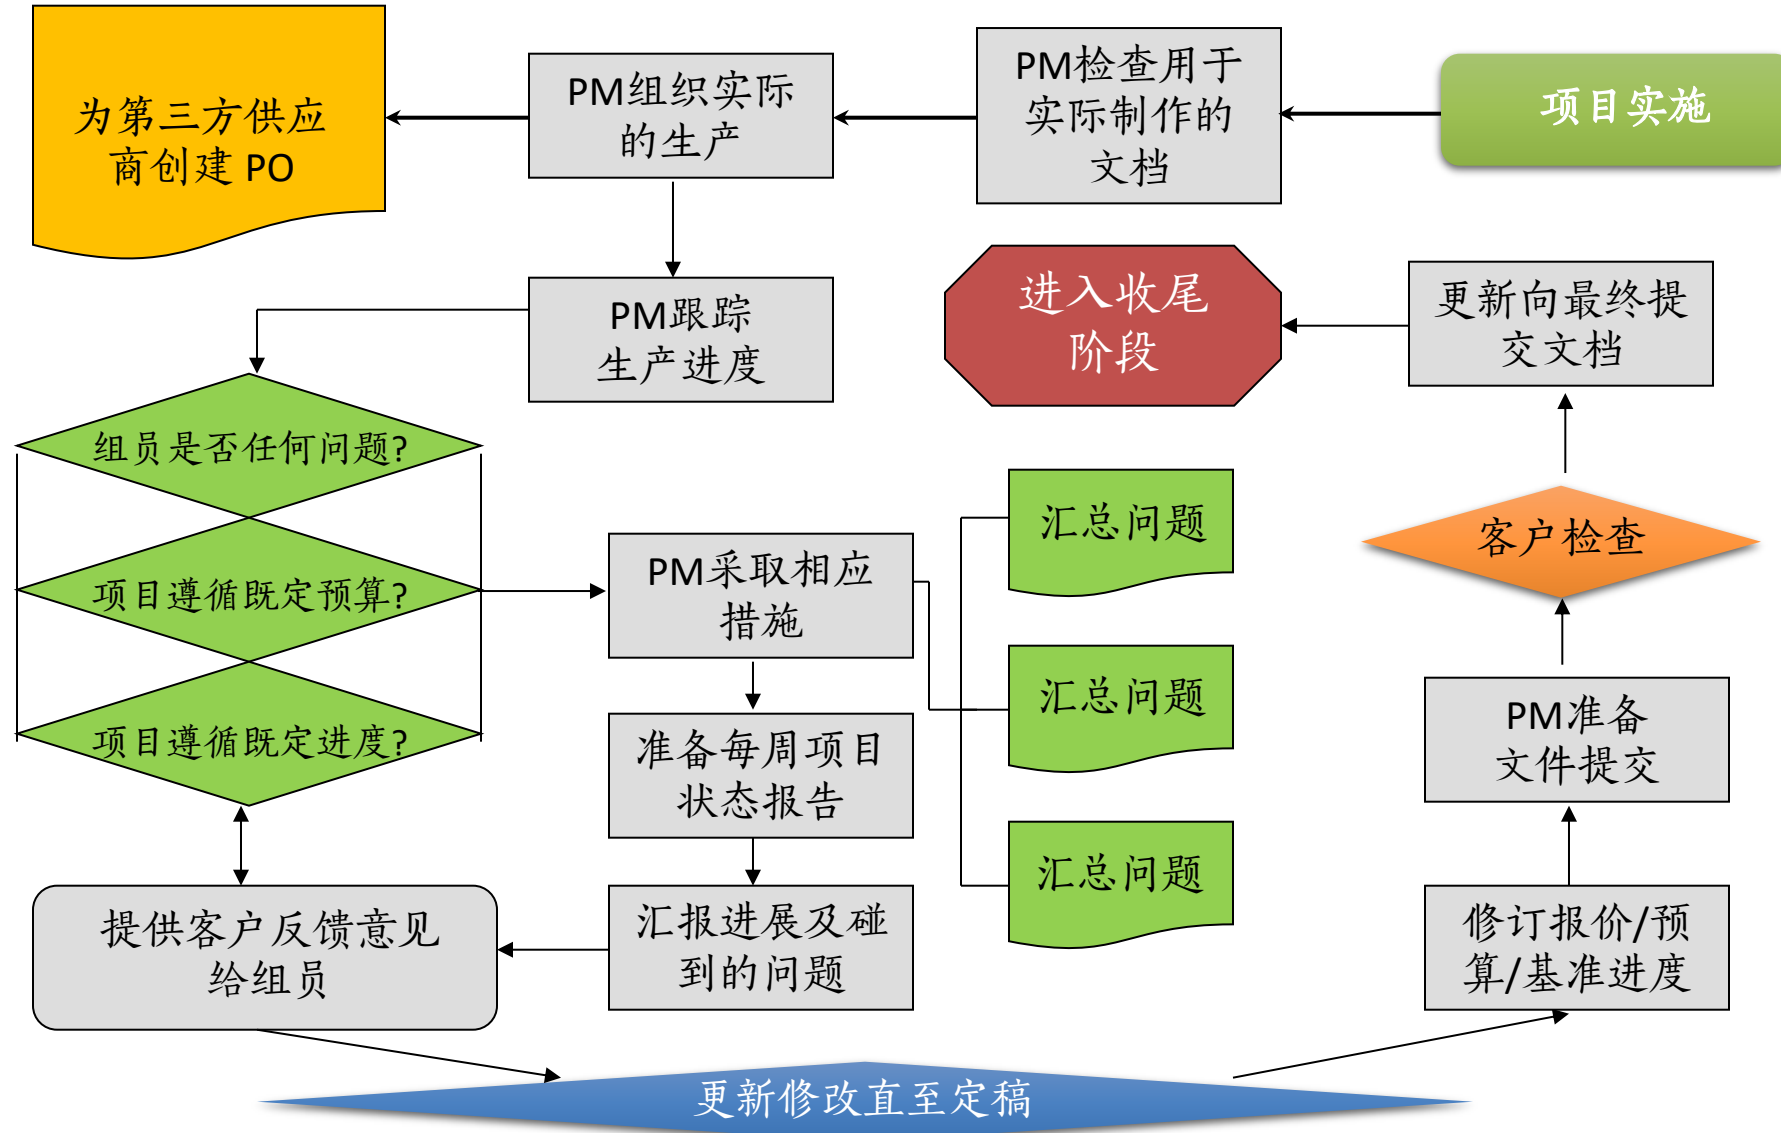 为第三方供应
商创建 PO
PM组织实际
的生产
PM检查用于
实际制作的
文档
项目实施
PM跟踪
生产进度
进入收尾
阶段
更新向最终提
交文档
组员是否任何问题?
项目遵循既定预算?
项目遵循既定进度?
PM采取相应
措施
汇总问题
汇总问题
汇总问题
客户检查
准备每周项目
状态报告
PM准备
文件提交
提供客户反馈意见
给组员
汇报进展及碰
到的问题
修订报价/预
算/基准进度
更新修改直至定稿